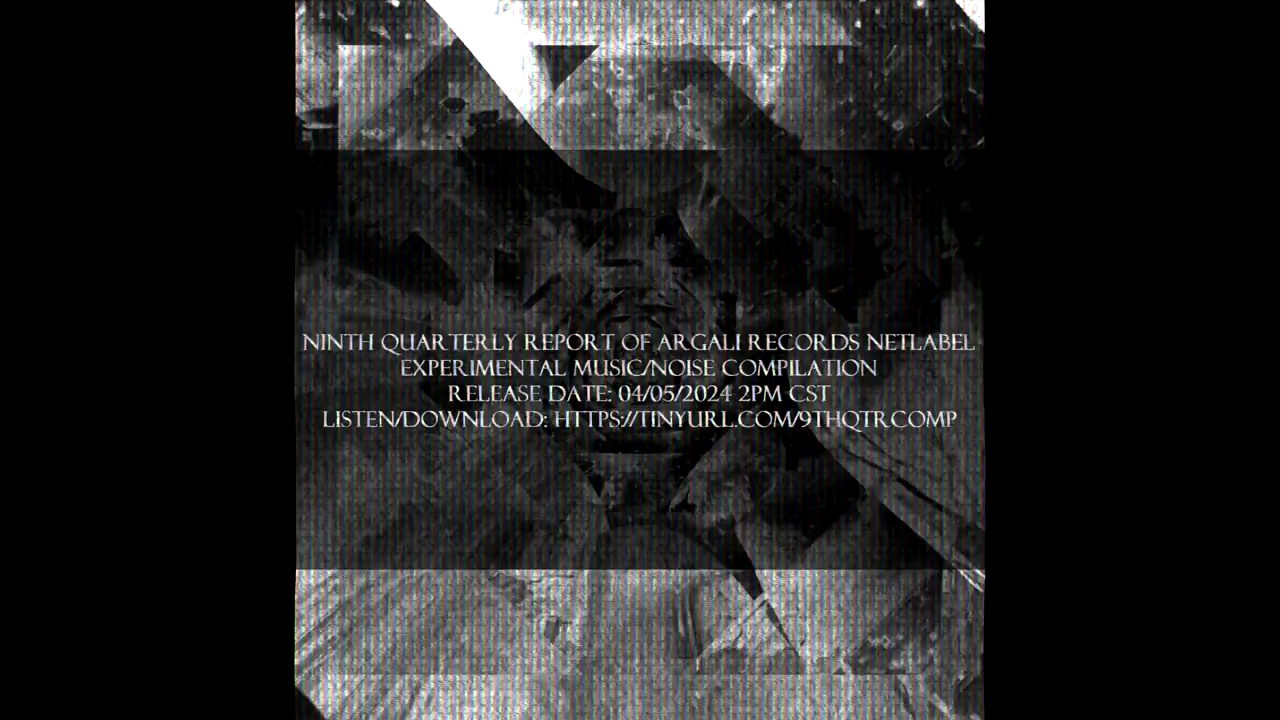 NINTH QUARTERLY REPORT OF ARGALI RECORDS NETLABEL
EXPERIMENTAL MUSIC/NOISE COMPILATION
RELEASE DATE: 04/05/2024 2PM CST
LISTEN/DOWNLOAD: HTTPS://TINYURL.COM/9THQTRCOMP